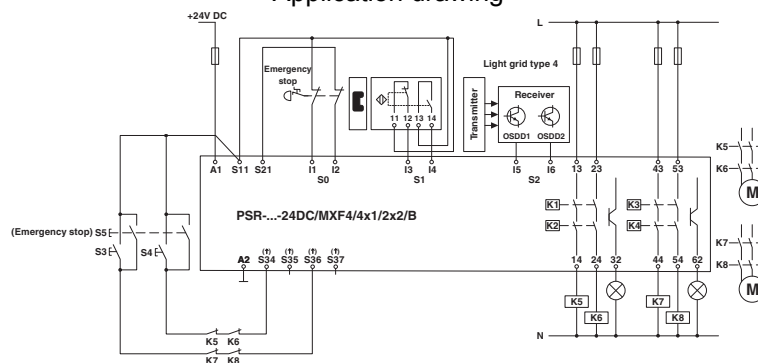 Application drawing
+24V DC
L
Emergency
stop
Light grid type 4
Transmitter
Receiver
OSDD1 OSDD2
11 12 13 14
A1 S11 S21 I1 I2 I3 I4 I5 I6 13 23 43 53
S0 S1 S2
K5
K6
M
K1 K3
K2 K4
PSR-...-24DC/MXF4/4x1/2x2/B
(Emergency stop) S5
S3 S4
K7
K8
M
(†) (†) (†) (†)
A2 S34 S35 S36 S37 14 24 32 44 54 62
K5 K7
K6 K8
K5 K6
N
K7 K8